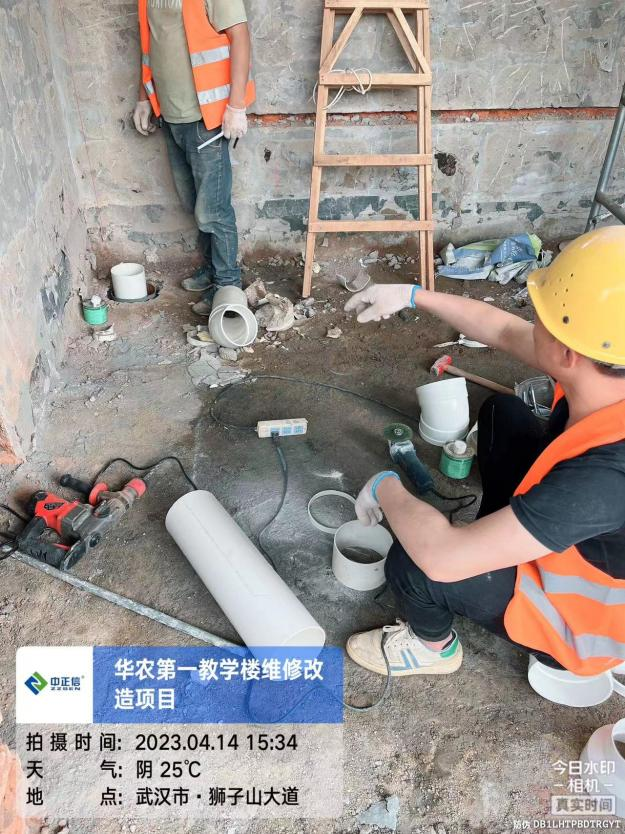 中正信®
ZZBEN
华农第一教学楼维修改
造项目
拍摄时间: 2023.04.14 15:34
天气: 阴 25℃
地点: 武汉市·狮子山大道
今日水印
相机
真实时间
防伪 DB1LHTPBDTRGYT